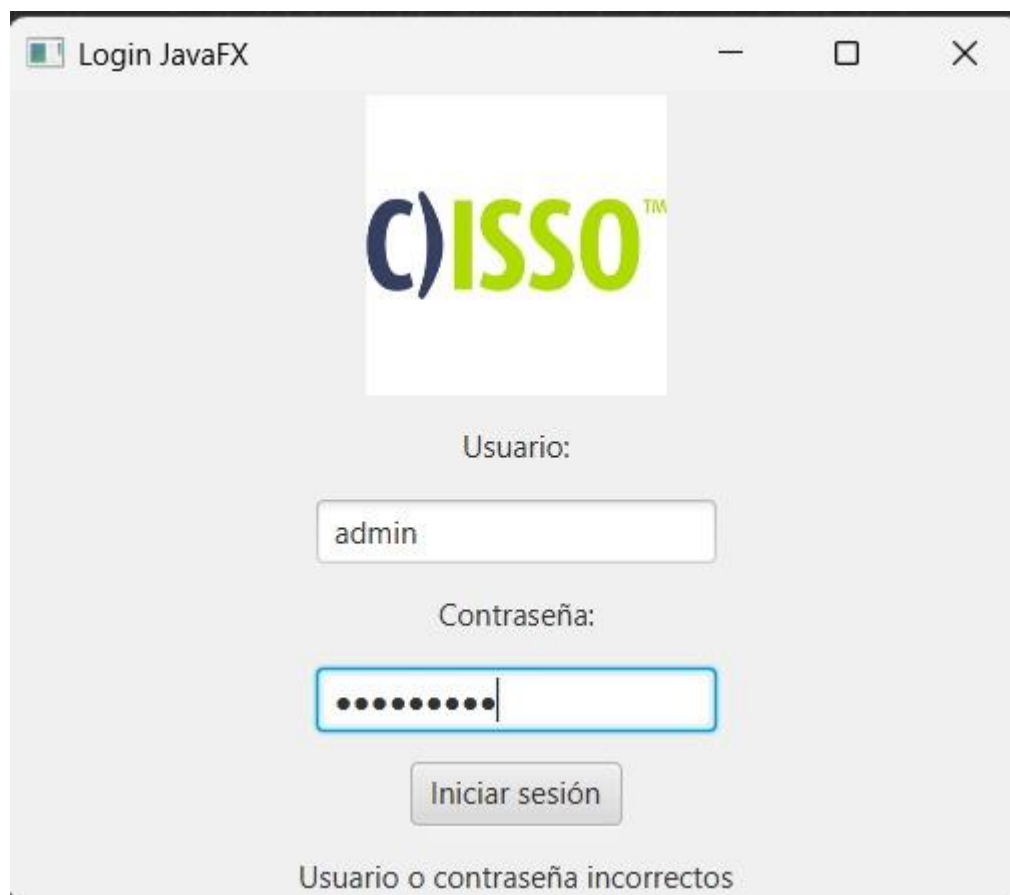 Login JavaFX
C)ISSO™
Usuario:
admin
Contraseña:
•••••••••
Iniciar sesión
Usuario o contraseña incorrectos